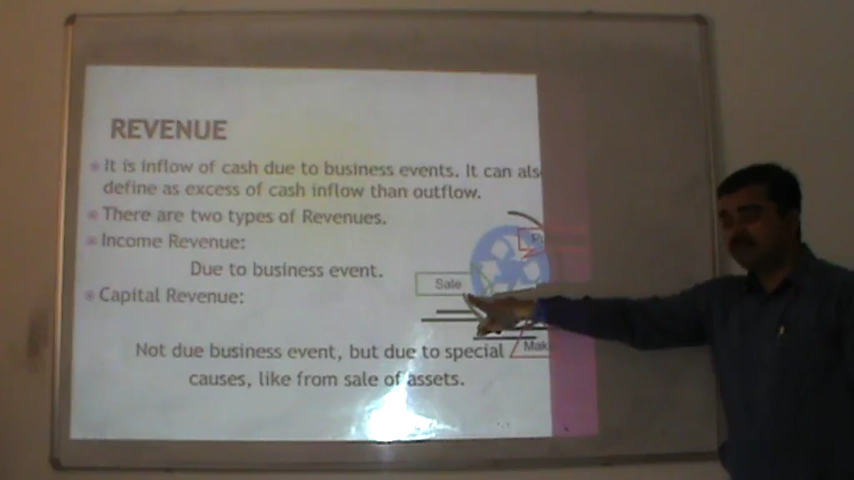 REVENUE
It is inflow of cash due to business events. It can als
define as excess of cash inflow than outflow.
There are two types of Revenues.
Income Revenue:
Due to business event.
Sale
Capital Revenue:
Not due business event, but due to special
Mak
causes, like from sale of assets.